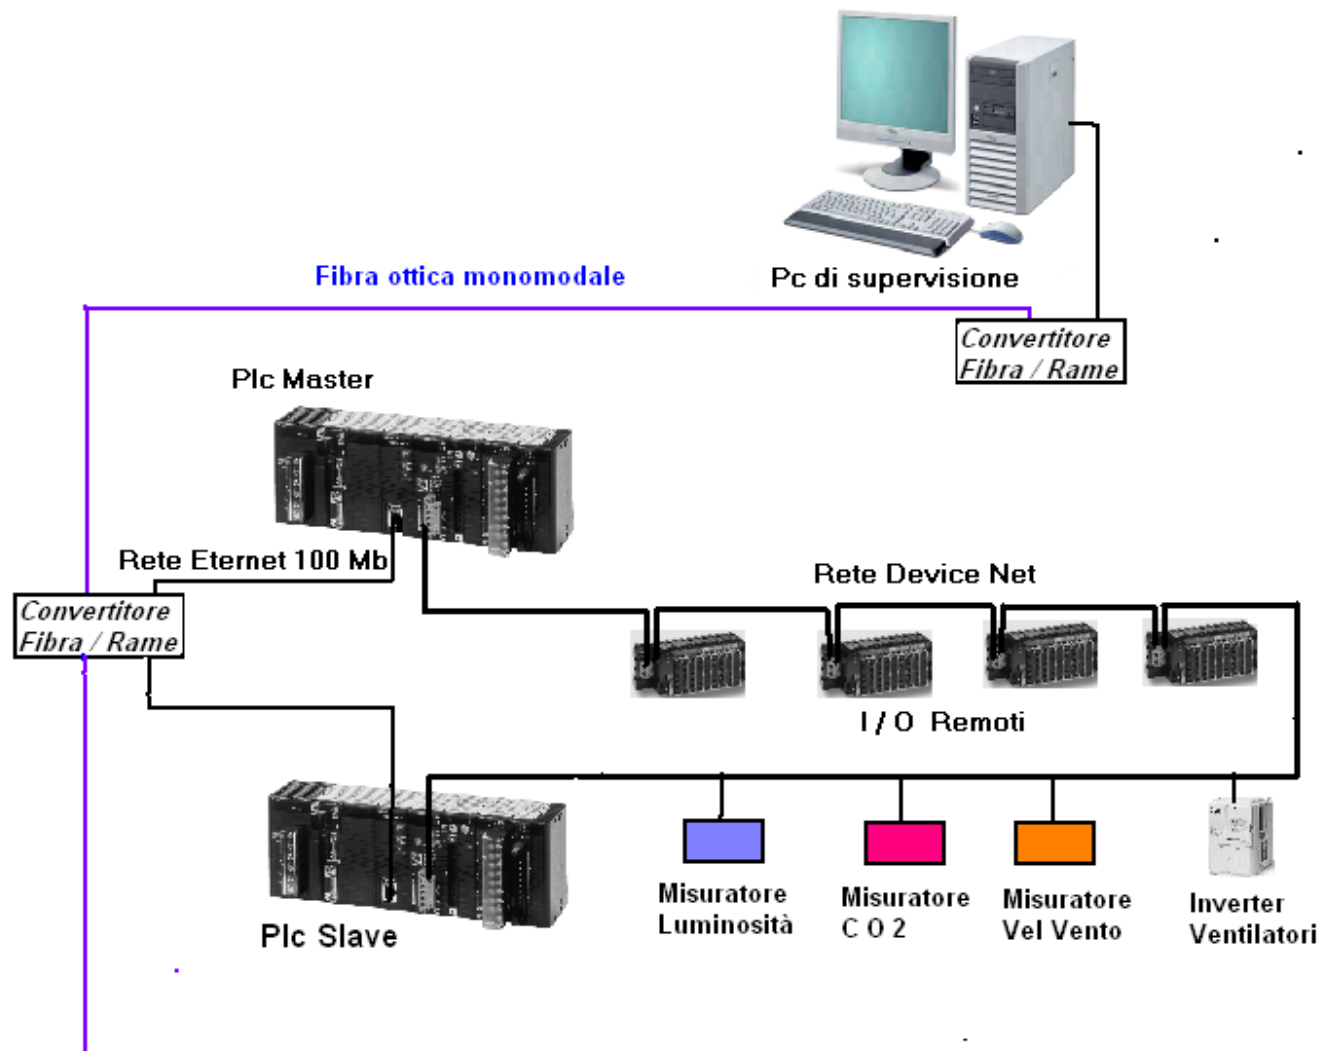 Fibra ottica monomodale
Pc di supervisione
Convertitore
Fibra / Rame
Plc Master
Rete Eternet 100 Mb
Rete Device Net
Convertitore
Fibra / Rame
I / O Remoti
Plc Slave
Misuratore
Luminosità
Misuratore
C O 2
Misuratore
Vel Vento
Inverter
Ventilatori